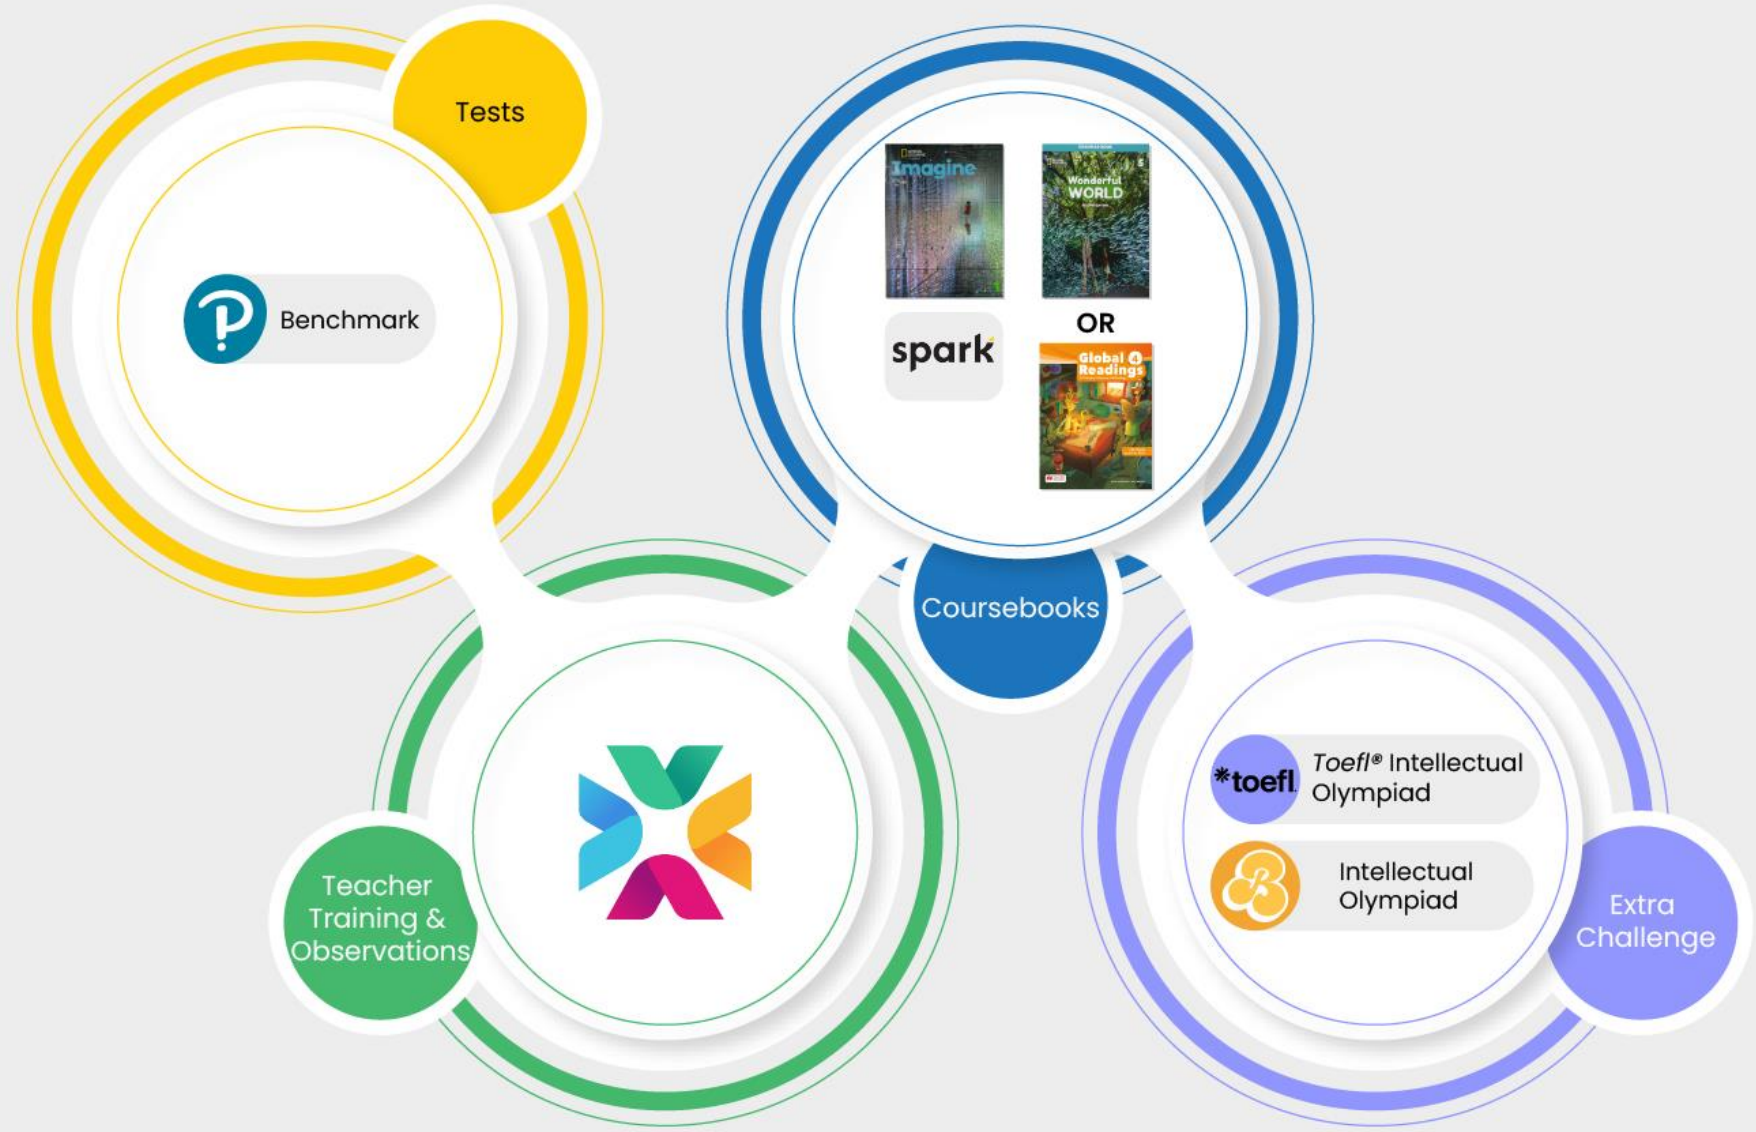 Tests
Benchmark
Imagine
Wonderful
WORLD
5
OR
spark
Global 4
Readings
Coursebooks
Teacher
Training &
Observations
*toefl.
Toefl® Intellectual
Olympiad
Intellectual
Olympiad
Extra
Challenge